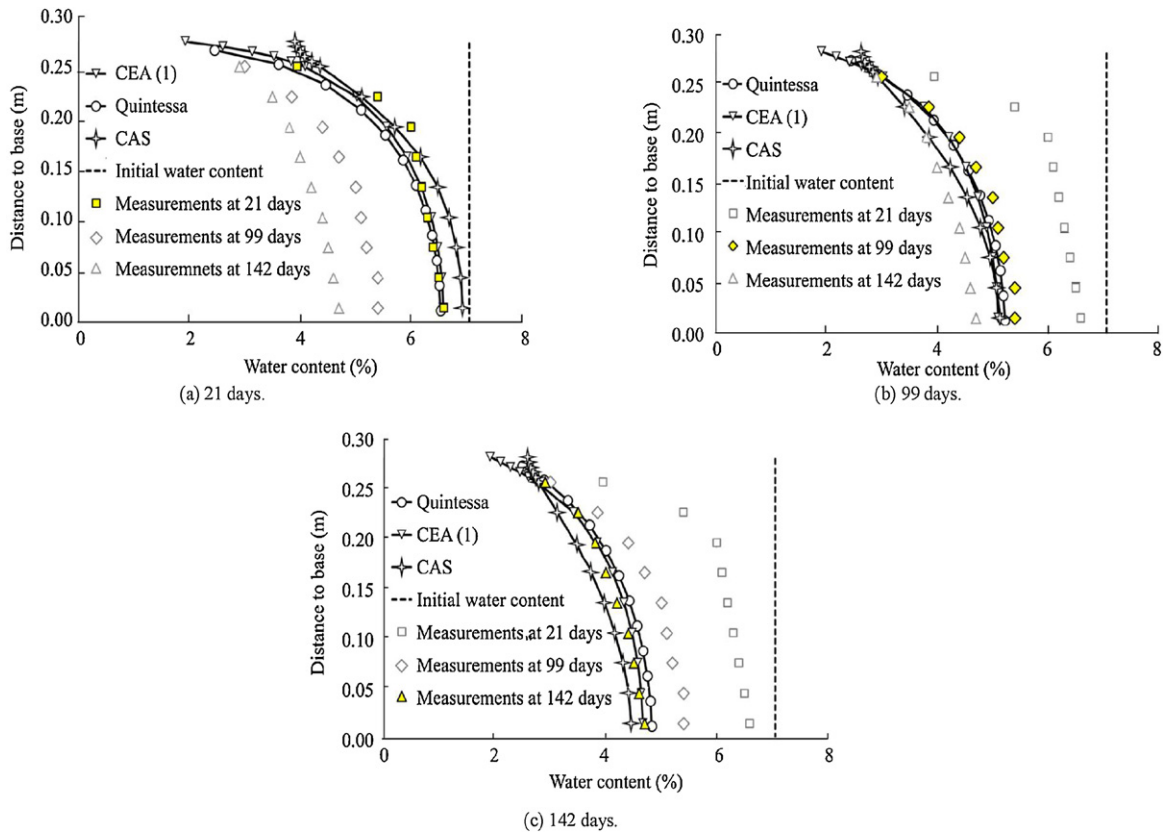 0.30
0.25
0.20
0.15
0.10
0.05
0.00
Distance to base (m)
CEA (1)
Quintessa
CAS
Initial water content
Measurements at 21 days
Measurements at 99 days
Measuremnets at 142 days
0 2 4 6 8
Water content (%)
(a) 21 days.
0.30
0.25
0.20
0.15
0.10
0.05
0.00
Distance to base (m)
Quintessa
CEA (1)
CAS
Initial water content
Measurements at 21 days
Measurements at 99 days
Measurements at 142 days
0 2 4 6 8
Water content (%)
(b) 99 days.
0.30
0.25
0.20
0.15
0.10
0.05
0.00
Distance to base (m)
Quintessa
CEA (1)
CAS
Initial water content
Measurements at 21 days
Measurements at 99 days
Measurements at 142 days
0 2 4 6 8
Water content (%)
(c) 142 days.